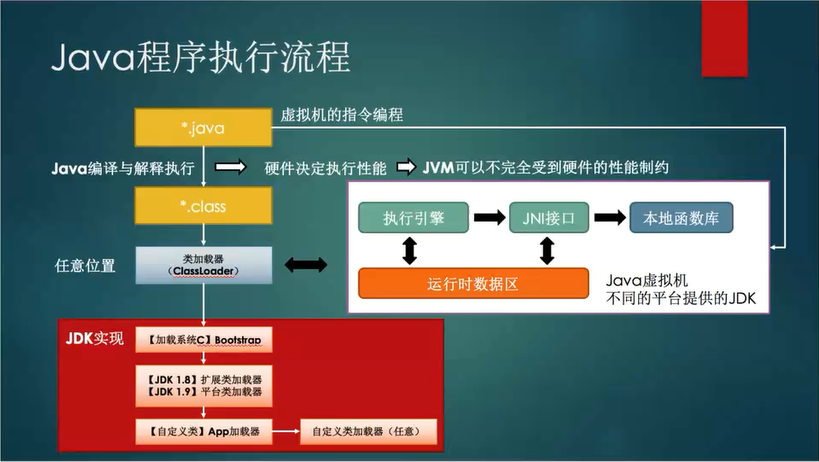 Java程序执行流程
*.java
虚拟机的指令编程
Java编译与解释执行
硬件决定执行性能
JVM可以不完全受到硬件的性能制约
*.class
执行引擎
JNI接口
本地函数库
任意位置
类加载器
（ClassLoader）
运行时数据区
Java虚拟机
不同的平台提供的JDK
JDK实现
【加载系统C】Bootstrap
【JDK 1.8】扩展类加载器
【JDK 1.9】平台类加载器
【自定义类】App加载器
自定义类加载器（任意）